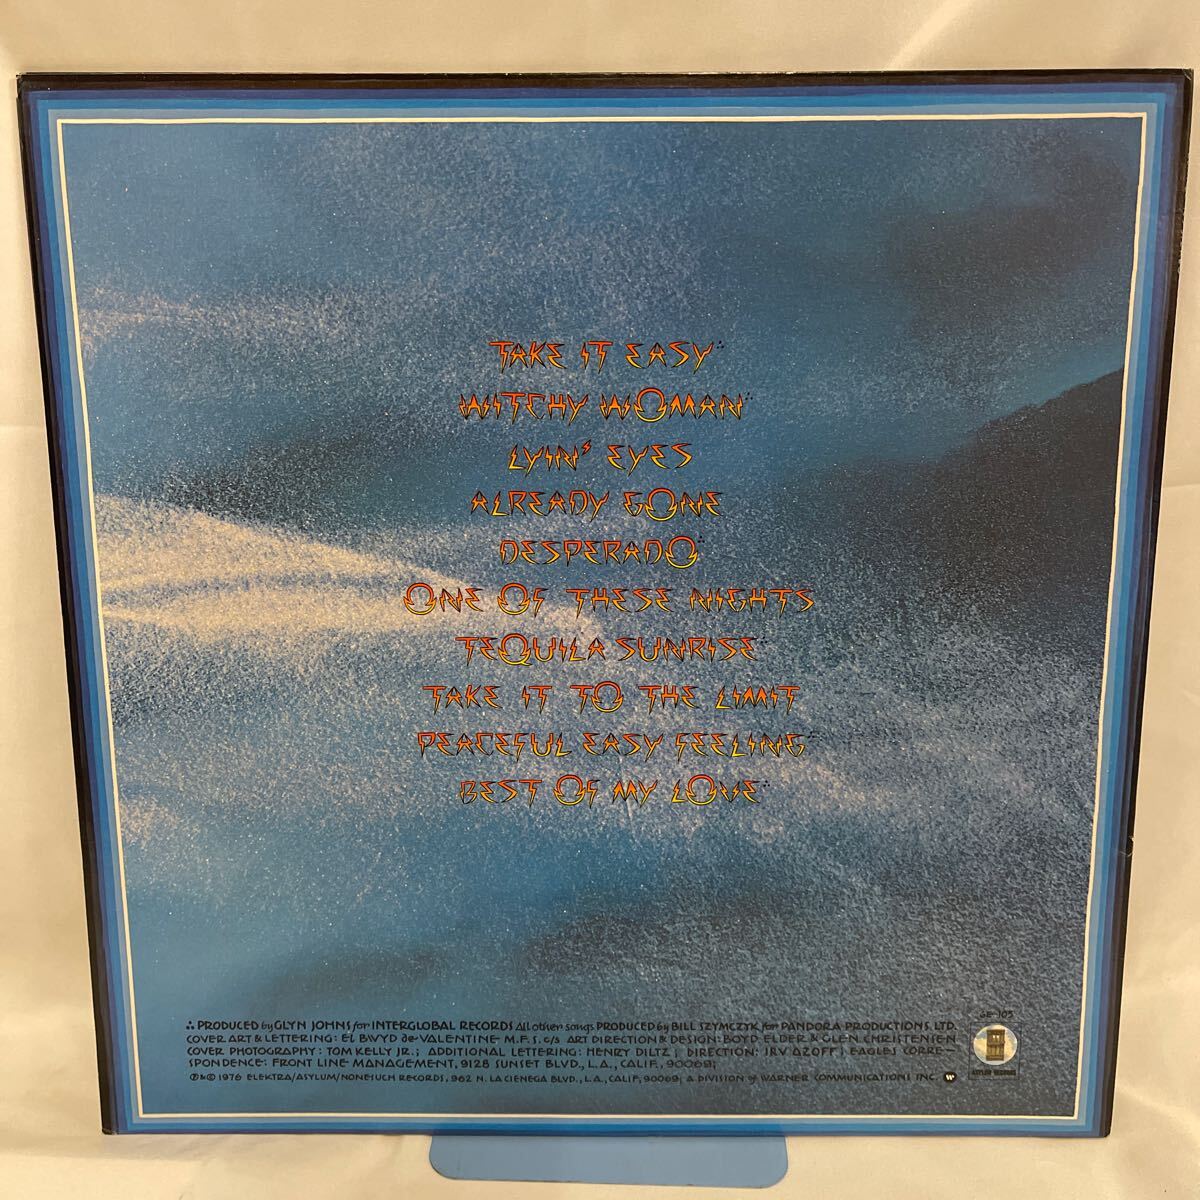 TAKE IT EASY∴
WITCHY WOMAN∴
LYIN' EYES
ALREADY GONE
DESPERADO∴
ONE OF THESE NIGHTS
TEQUILA SUNRISE∴
TAKE IT TO THE LIMIT
PEACEFUL EASY FEELING∴
BEST OF MY LOVE∴
GE-105
∴ PRODUCED by GLYN JOHNS for INTERGLOBAL RECORDS All other songs PRODUCED by BILL SZYMCZYK for PANDORA PRODUCTIONS, LTD.
COVER ART & LETTERING: EL BWYD de VALENTINE M.F.S. c/s ART DIRECTION & DESIGN: BOYD ELDER & GLEN CHRISTENSEN
COVER PHOTOGRAPHY: TOM KELLY JR.; ADDITIONAL LETTERING: HENRY DILTZ; DIRECTION: IRV AZOFF; EAGLES CORRE-
SPONDENCE: FRONT LINE MANAGEMENT, 9128 SUNSET BLVD., L.A., CALIF., 90069;
℗&© 1976 ELEKTRA/ASYLUM/NONESUCH RECORDS, 962 N. LA CIENEGA BLVD., L.A., CALIF. 90069; A DIVISION of WARNER COMMUNICATIONS INC.
ASYLUM RECORDS